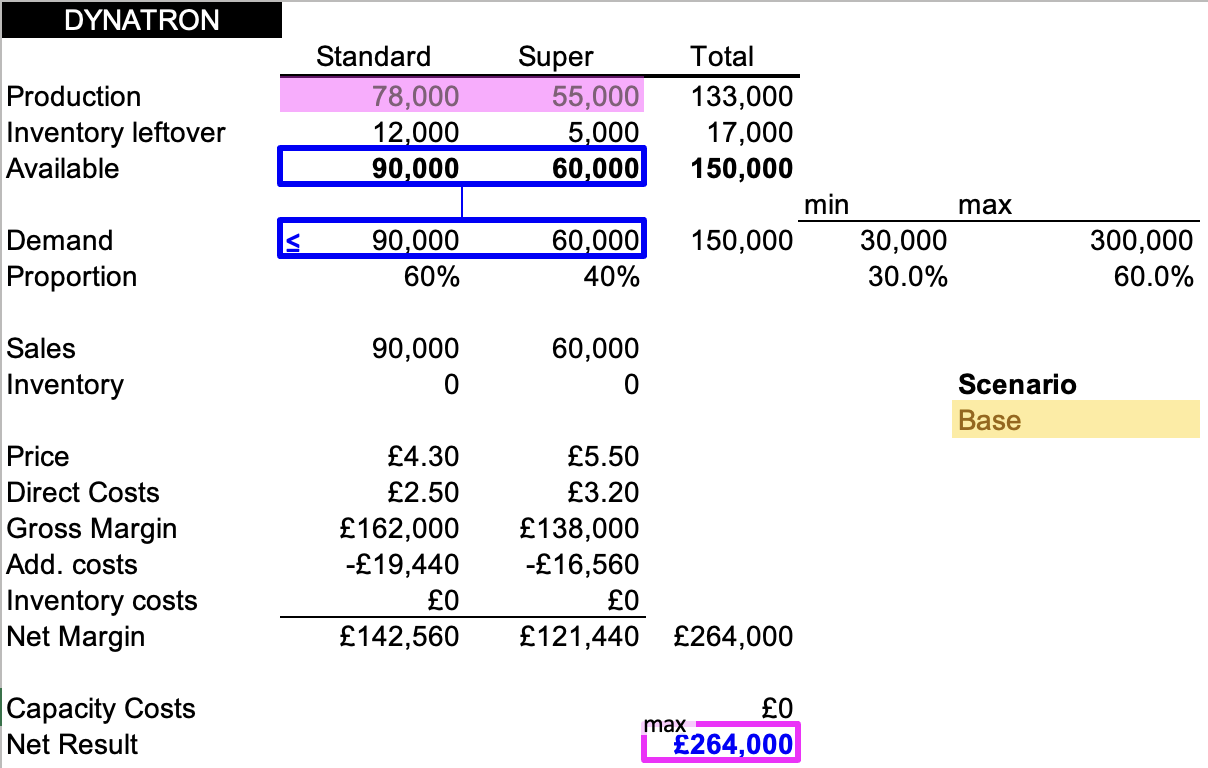 DYNATRON
Standard Super Total
Production 78,000 55,000 133,000
Inventory leftover 12,000 5,000 17,000
Available 90,000 60,000 150,000
min max
Demand ≤ 90,000 60,000 150,000 30,000 300,000
Proportion 60% 40% 30.0% 60.0%
Sales 90,000 60,000
Inventory 0 0 Scenario
Base
Price £4.30 £5.50
Direct Costs £2.50 £3.20
Gross Margin £162,000 £138,000
Add. costs -£19,440 -£16,560
Inventory costs £0 £0
Net Margin £142,560 £121,440 £264,000
Capacity Costs £0
max
Net Result £264,000